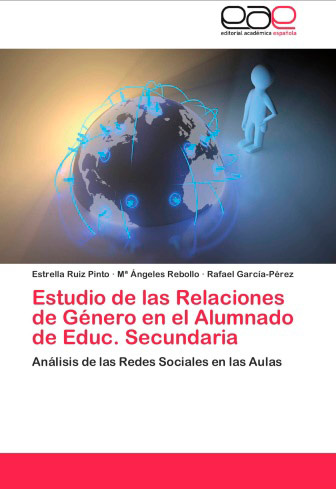 eae
editorial académica española
Estrella Ruiz Pinto · Mª Ángeles Rebollo · Rafael García-Pérez
Estudio de las Relaciones
de Género en el Alumnado
de Educ. Secundaria
Análisis de las Redes Sociales en las Aulas